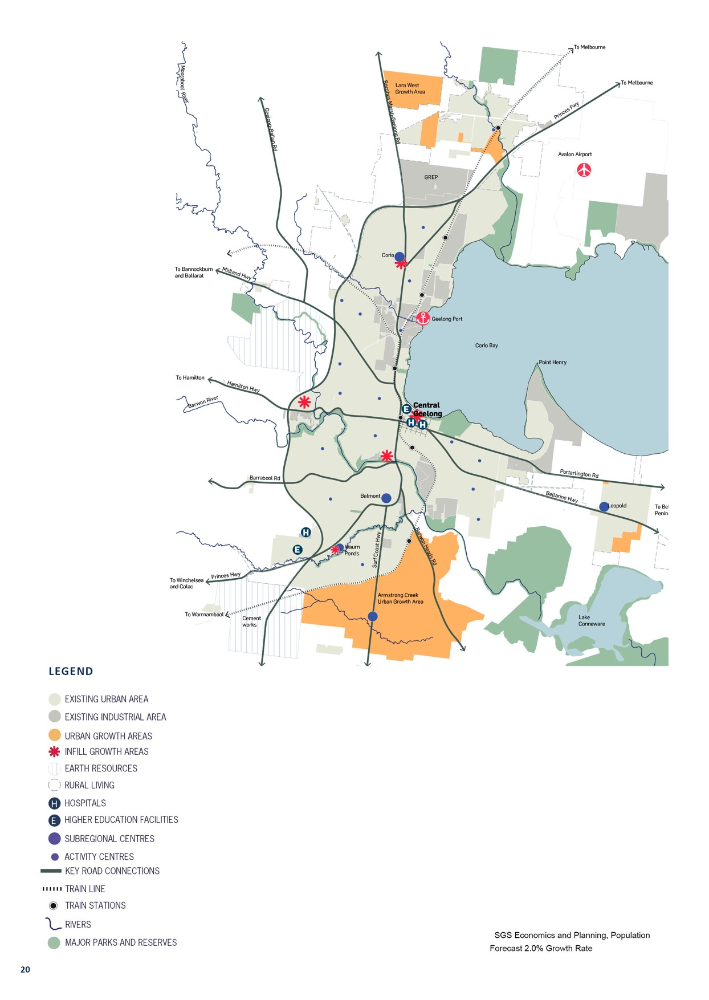 To Melbourne
To Melbourne
Moorabool River
Lara West
Growth Area
Bacchus Marsh-Geelong Rd
Geelong-Ballan Rd
Princes Fwy
Avalon Airport
GREP
Corio
To Bannockburn
and Ballarat
Midland Hwy
Geelong Port
Corio Bay
Point Henry
To Hamilton
Hamilton Hwy
Barwon River
E
Central
Geelong
H
H
Portarlington Rd
Barrabool Rd
Bellarine Hwy
Belmont
Leopold
To Be
Penin
H
E
Waurn
Ponds
Surf Coast Hwy
Barwon Heads Rd
Princes Hwy
To Winchelsea
and Colac
Armstrong Creek
Urban Growth Area
To Warrnambool
Cement
works
Lake
Conneware
LEGEND
EXISTING URBAN AREA
EXISTING INDUSTRIAL AREA
URBAN GROWTH AREAS
INFILL GROWTH AREAS
EARTH RESOURCES
RURAL LIVING
H HOSPITALS
E HIGHER EDUCATION FACILITIES
SUBREGIONAL CENTRES
ACTIVITY CENTRES
KEY ROAD CONNECTIONS
TRAIN LINE
TRAIN STATIONS
RIVERS
MAJOR PARKS AND RESERVES
SGS Economics and Planning, Population
Forecast 2.0% Growth Rate
20